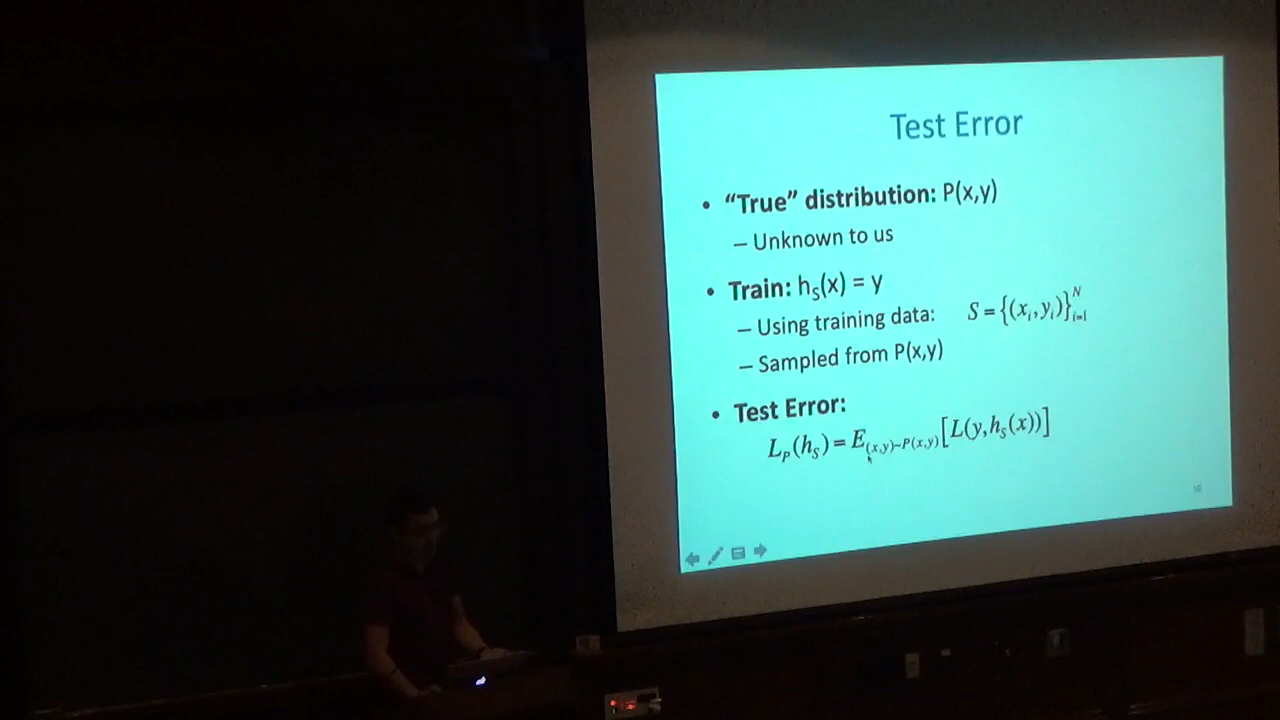 Test Error
• “True” distribution: P(x,y)
– Unknown to us
• Train: h_S(x) = y
– Using training data: S = {(x_i, y_i)}_{i=1}^N
– Sampled from P(x,y)
• Test Error:
L_P(h_S) = E_{(x,y)~P(x,y)}[L(y,h_S(x))]